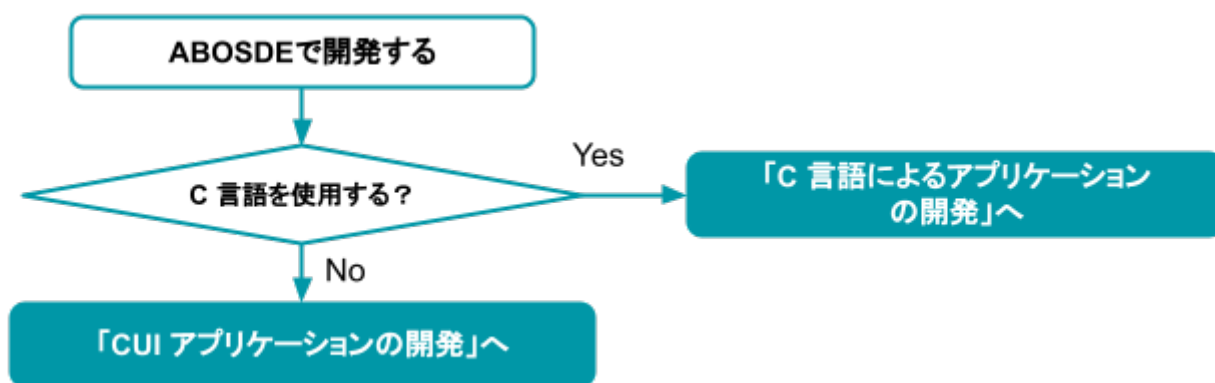 ABOSDEで開発する
C 言語を使用する？
Yes
「C 言語によるアプリケーション
の開発」へ
No
「CUI アプリケーションの開発」へ